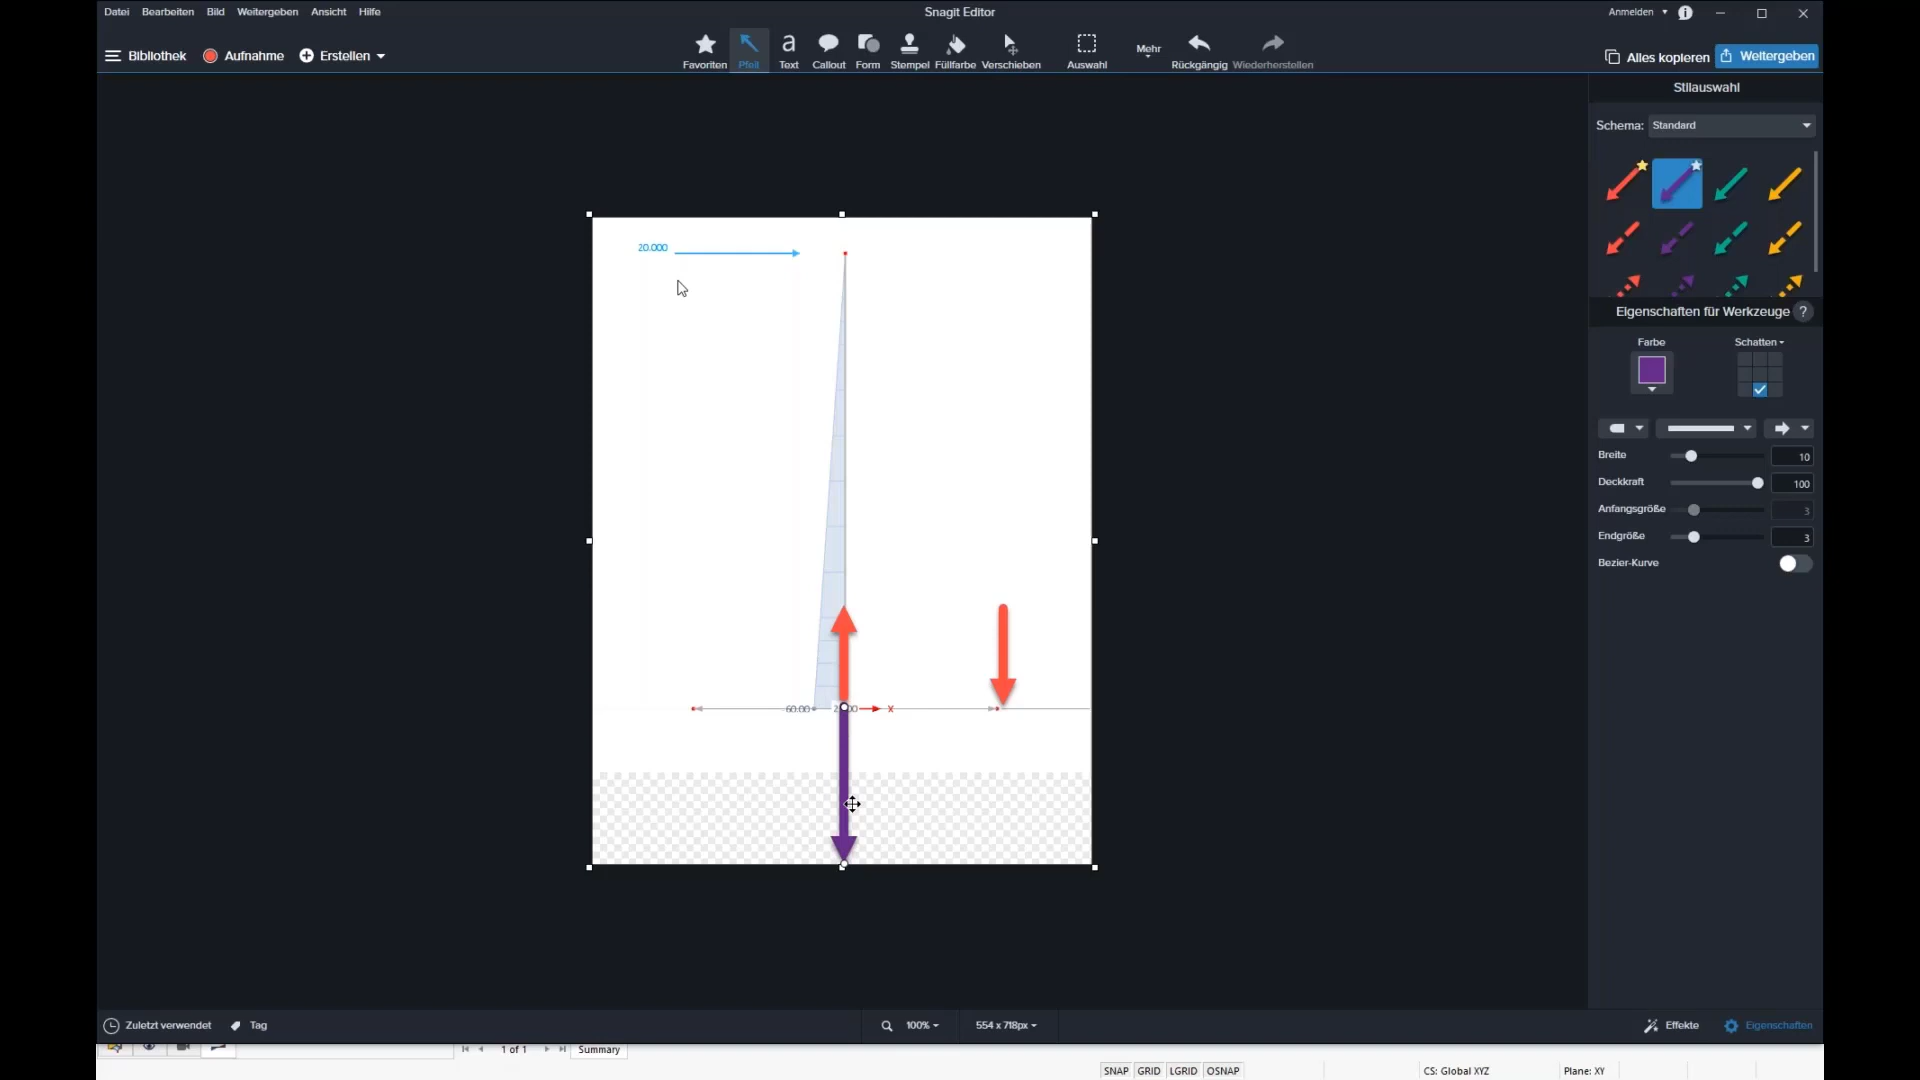 Datei Bearbeiten Bild Weitergeben Ansicht Hilfe
Snagit Editor
Anmelden
Bibliothek Aufnahme Erstellen
Favoriten Pfeil Text Callout Form Stempel Füllfarbe Verschieben Auswahl Mehr Rückgängig Wiederherstellen
Alles kopieren Weitergeben
Stilauswahl
Schema: Standard
Eigenschaften für Werkzeuge ?
Farbe Schatten
Breite 10
Deckkraft 100
Anfangsgröße 3
Endgröße 3
Bezier-Kurve
20.000
60.00 X
Zuletzt verwendet Tag
100% 554 x 718px
Effekte Eigenschaften
1 of 1 Summary
SNAP GRID LGRID OSNAP CS: Global XYZ Plane: XY